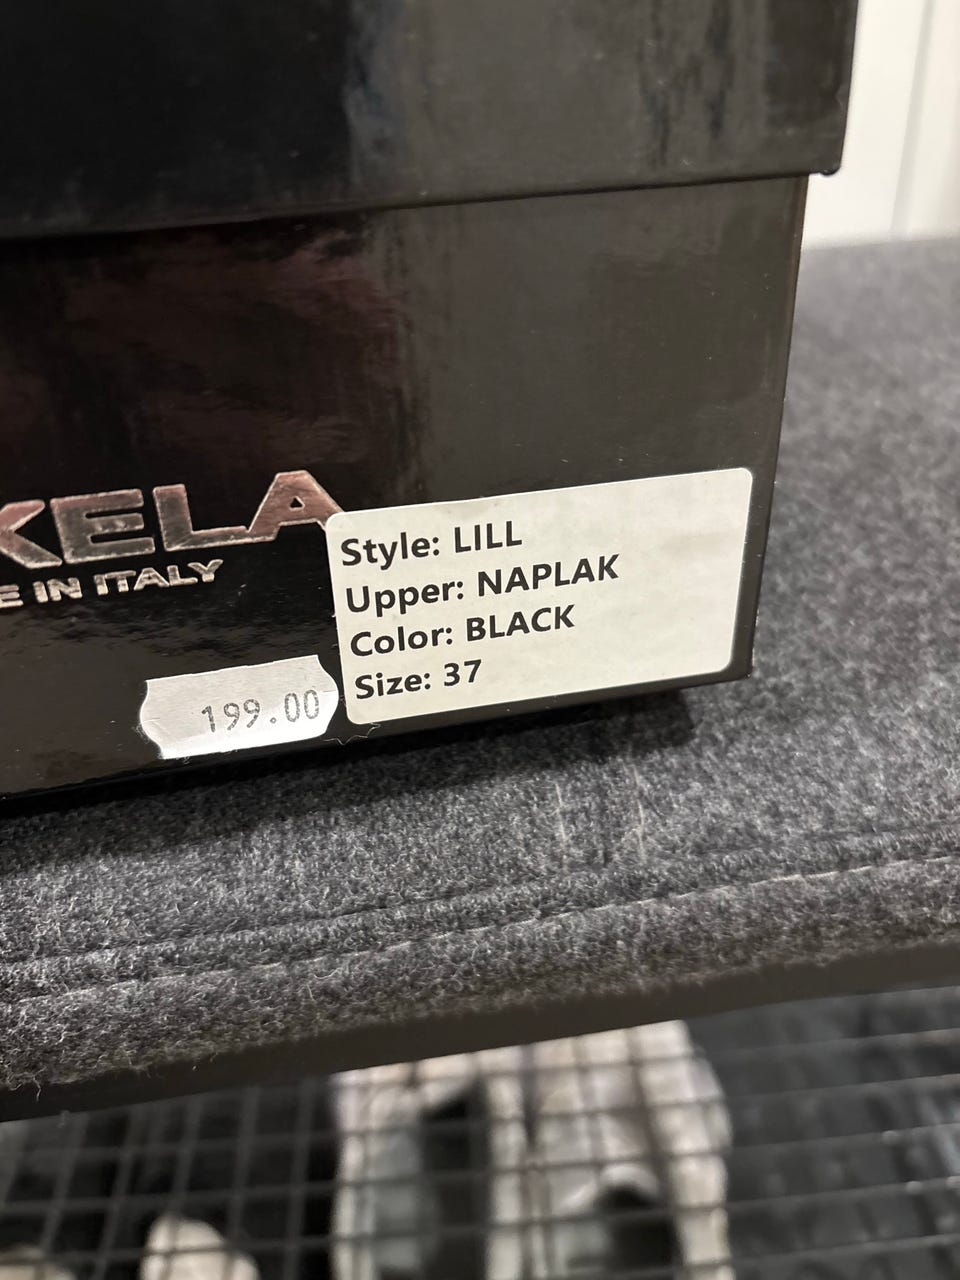 KELA
E IN ITALY
Style: LILL
Upper: NAPLAK
Color: BLACK
Size: 37
199.00